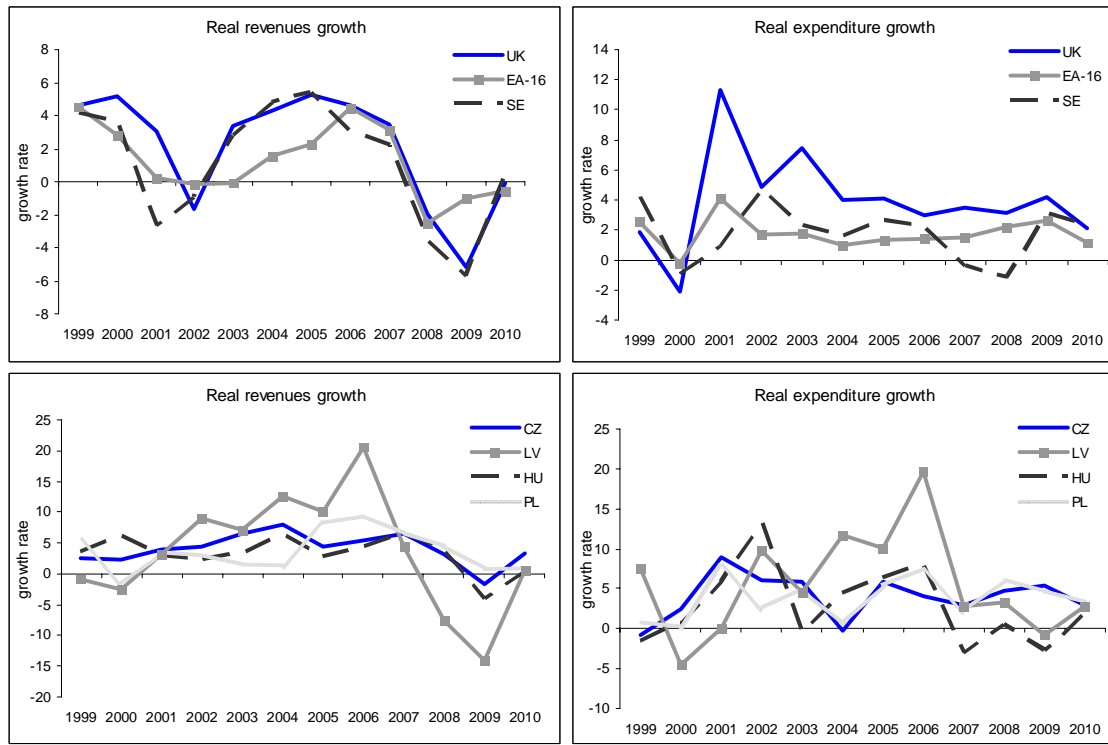 Real revenues growth
growth rate
8
6
4
2
0
-2
-4
-6
-8
UK
EA-16
SE
1999 2000 2001 2002 2003 2004 2005 2006 2007 2008 2009 2010
Real expenditure growth
growth rate
14
12
10
8
6
4
2
0
-2
-4
UK
EA-16
SE
1999 2000 2001 2002 2003 2004 2005 2006 2007 2008 2009 2010
Real revenues growth
growth rate
25
20
15
10
5
0
-5
-10
-15
-20
CZ
LV
HU
PL
1999 2000 2001 2002 2003 2004 2005 2006 2007 2008 2009 2010
Real expenditure growth
growth rate
25
20
15
10
5
0
-5
-10
CZ
LV
HU
PL
1999 2000 2001 2002 2003 2004 2005 2006 2007 2008 2009 2010